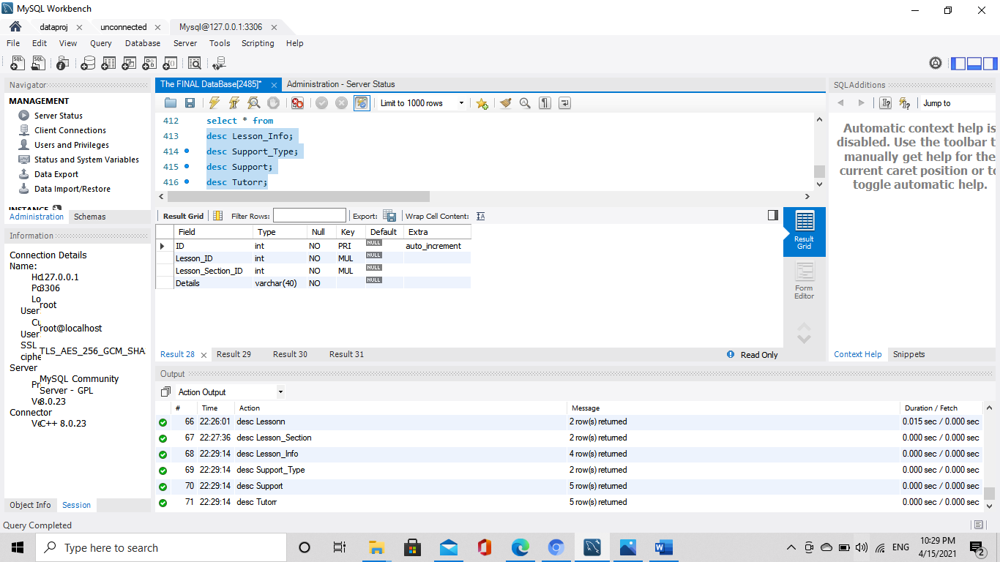 MySQL Workbench
dataproj unconnected Mysql@127.0.0.1:3306
File Edit View Query Database Server Tools Scripting Help
Navigator
MANAGEMENT
Server Status
Client Connections
Users and Privileges
Status and System Variables
Data Export
Data Import/Restore
INSTANCE
Administration Schemas
Information
Connection Details
Name:
Ho 127.0.0.1
Po 3306
Lo root
User
Cu root@localhost
User
SSL TLS_AES_256_GCM_SHA
ciphe
Server
Pr MySQL Community
Server - GPL
Ve 8.0.23
Connector
Ve C++ 8.0.23
Object Info Session
The FINAL DataBase[2485]* Administration - Server Status
Limit to 1000 rows
412 select * from
413 desc Lesson_Info;
414 desc Support_Type;
415 desc Support;
416 desc Tutorr;
Result Grid Filter Rows: Export: Wrap Cell Content:
Field Type Null Key Default Extra
ID int NO PRI NULL auto_increment
Lesson_ID int NO MUL NULL
Lesson_Section_ID int NO MUL NULL
Details varchar(40) NO NULL
Result
Grid
Form
Editor
Result 28 Result 29 Result 30 Result 31 Read Only
Output
Action Output
# Time Action Message Duration / Fetch
66 22:26:01 desc Lessonn 2 row(s) returned 0.015 sec / 0.000 sec
67 22:27:36 desc Lesson_Section 2 row(s) returned 0.000 sec / 0.000 sec
68 22:29:14 desc Lesson_Info 4 row(s) returned 0.000 sec / 0.000 sec
69 22:29:14 desc Support_Type 2 row(s) returned 0.000 sec / 0.000 sec
70 22:29:14 desc Support 5 row(s) returned 0.000 sec / 0.000 sec
71 22:29:14 desc Tutorr 5 row(s) returned 0.000 sec / 0.000 sec
SQLAdditions
Jump to
Automatic context help is
disabled. Use the toolbar t
manually get help for the
current caret position or to
toggle automatic help.
Context Help Snippets
Query Completed
Type here to search
ENG
10:29 PM
4/15/2021
2